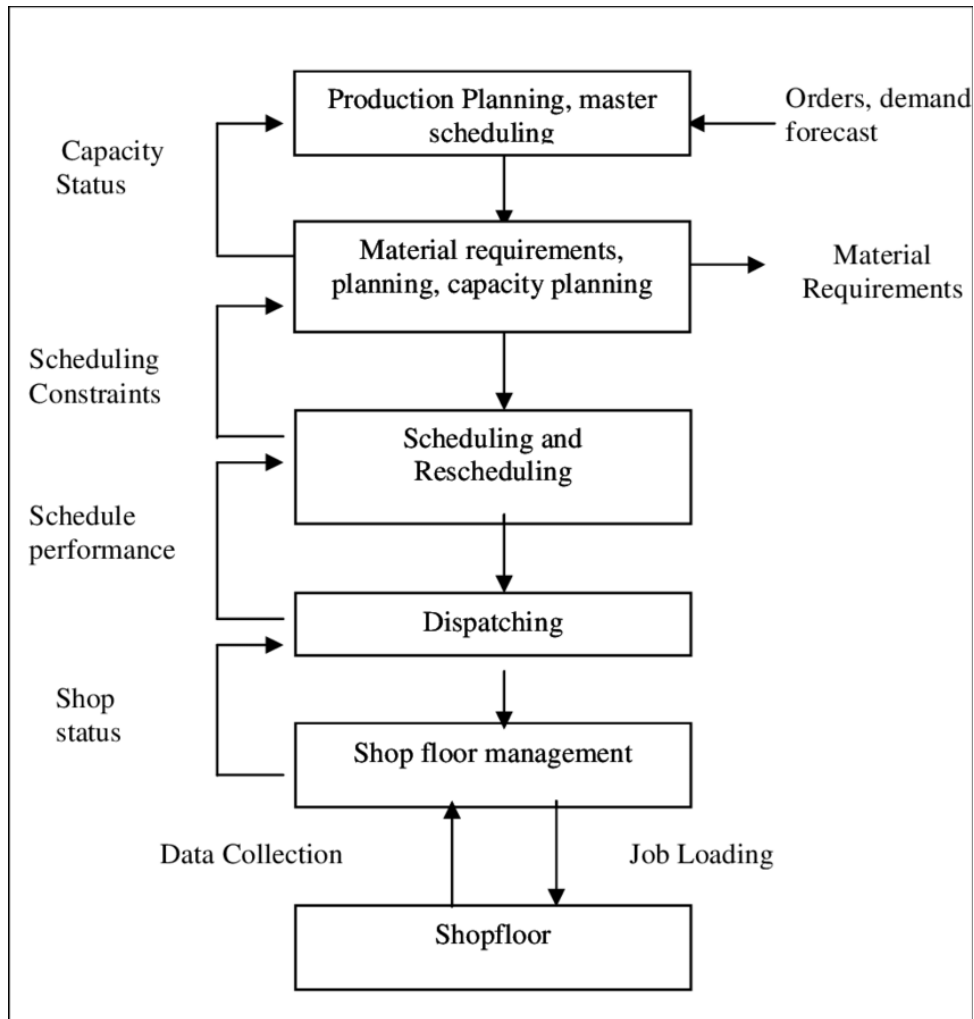 Production Planning, master
scheduling
Orders, demand
forecast
Capacity
Status
Material requirements,
planning, capacity planning
Material
Requirements
Scheduling
Constraints
Scheduling and
Rescheduling
Schedule
performance
Dispatching
Shop
status
Shop floor management
Data Collection
Job Loading
Shopfloor